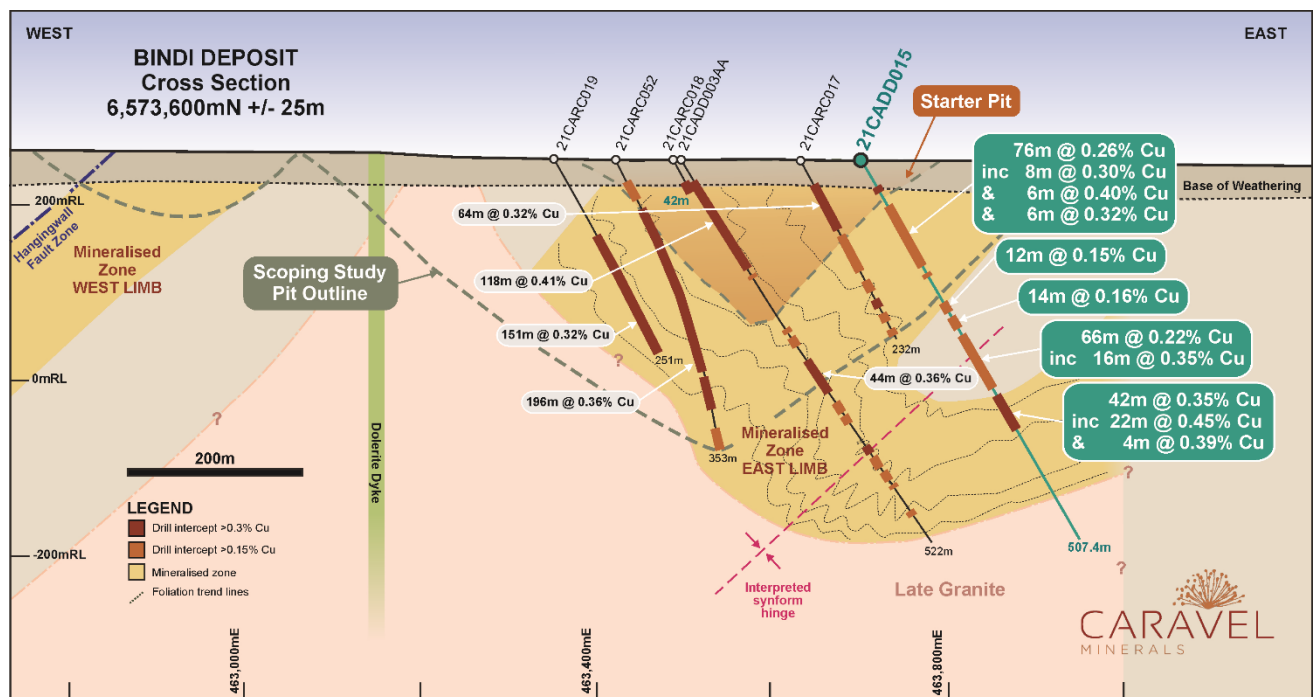 WEST
EAST
BINDI DEPOSIT
Cross Section
6,573,600mN +/- 25m
21CARC019
21CARC052
21CARC018
21CADD003AA
21CARC017
21CADD015
Starter Pit
76m @ 0.26% Cu
inc 8m @ 0.30% Cu
& 6m @ 0.40% Cu
& 6m @ 0.32% Cu
Base of Weathering
200mRL
Hangingwall
Fault Zone
Mineralised
Zone
WEST LIMB
Scoping Study
Pit Outline
42m
64m @ 0.32% Cu
118m @ 0.41% Cu
151m @ 0.32% Cu
196m @ 0.36% Cu
12m @ 0.15% Cu
14m @ 0.16% Cu
66m @ 0.22% Cu
inc 16m @ 0.35% Cu
42m @ 0.35% Cu
inc 22m @ 0.45% Cu
& 4m @ 0.39% Cu
232m
251m
?
0mRL
44m @ 0.36% Cu
?
Dolerite Dyke
353m
Mineralised
Zone
EAST LIMB
200m
?
LEGEND
Drill intercept >0.3% Cu
Drill intercept >0.15% Cu
Mineralised zone
Foliation trend lines
-200mRL
522m
507.4m
?
Interpreted
synform
hinge
Late Granite
CARAVEL
MINERALS
463,000mE
463,400mE
463,800mE